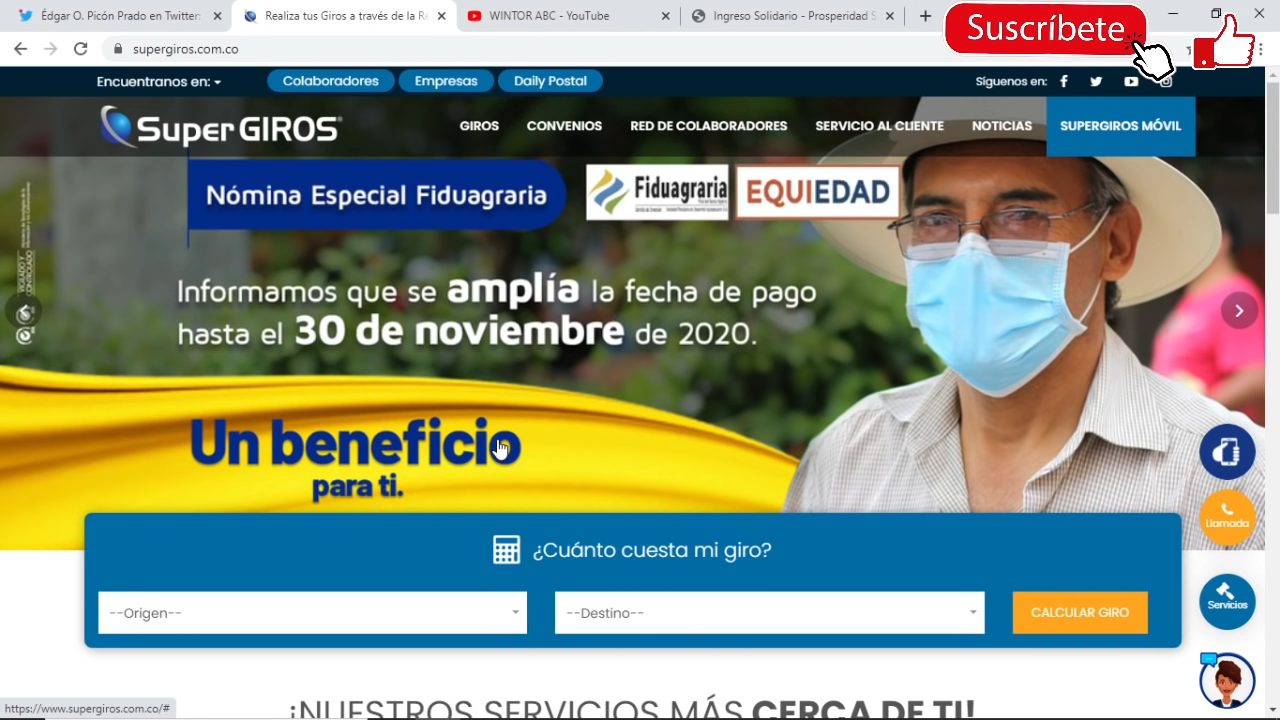 Édgar O. Picón Prado en Twitter:
Realiza tus Giros a través de la Re
WINTOR ABC - YouTube
Ingreso Solidario - Prosperidad S
Suscríbete
supergiros.com.co
Encuentranos en:
Colaboradores
Empresas
Daily Postal
Síguenos en:
Super GIROS
GIROS
CONVENIOS
RED DE COLABORADORES
SERVICIO AL CLIENTE
NOTICIAS
SUPERGIROS MÓVIL
Nómina Especial Fiduagraria
Fiduagraria
EQUIEDAD
VIGILADO Y
CONTROLADO
Informamos que se amplía la fecha de pago
hasta el 30 de noviembre de 2020.
Un beneficio
para ti.
Llamada
¿Cuánto cuesta mi giro?
--Origen--
--Destino--
CALCULAR GIRO
Servicios
https://www.supergiros.com.co/#
¡NUESTROS SERVICIOS MÁS CERCA DE TI!